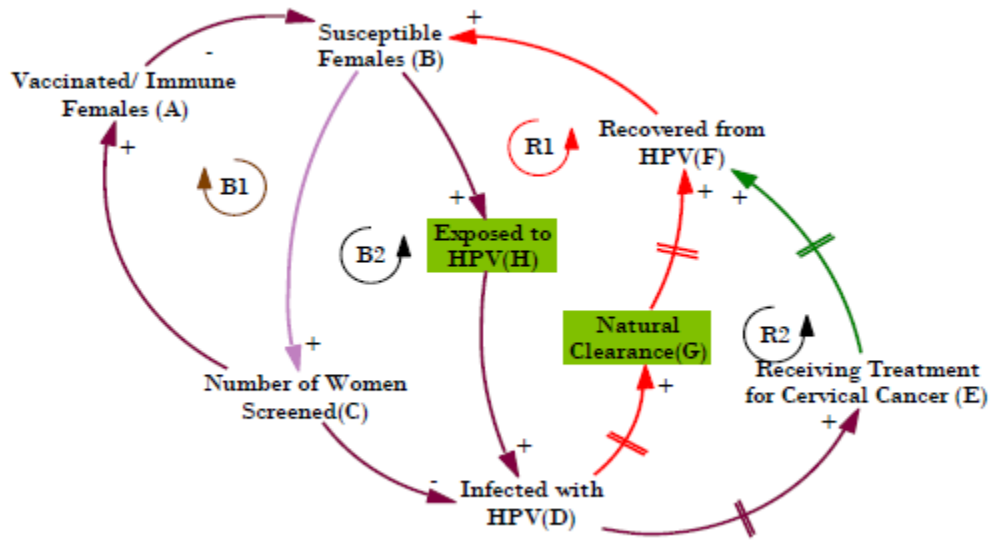 +
Susceptible
Females (B)
-
Vaccinated/ Immune
Females (A)
+
R1
Recovered from
HPV(F)
B1
+
+
+
Exposed to
HPV(H)
B2
Natural
Clearance(G)
R2
+
Number of Women
Screened(C)
+
Receiving Treatment
for Cervical Cancer (E)
+
+
-
Infected with
HPV(D)